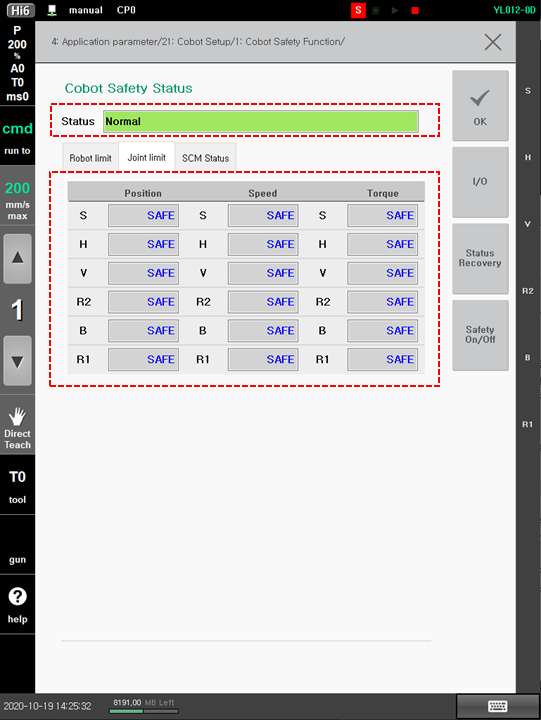 Hi6 manual CP0 S YL012-0D
P
200
%
A0
T0
ms0
cmd
run to
200
mm/s
max
1
Direct
Teach
T0
tool
gun
?
help
4: Application parameter/21: Cobot Setup/1: Cobot Safety Function/
Cobot Safety Status
Status Normal
Robot limit Joint limit SCM Status
Position Speed Torque
S SAFE S SAFE S SAFE
H SAFE H SAFE H SAFE
V SAFE V SAFE V SAFE
R2 SAFE R2 SAFE R2 SAFE
B SAFE B SAFE B SAFE
R1 SAFE R1 SAFE R1 SAFE
OK
I/O
Status
Recovery
Safety
On/Off
S
H
V
R2
B
R1
2020-10-19 14:25:32 8191,00 MB Left